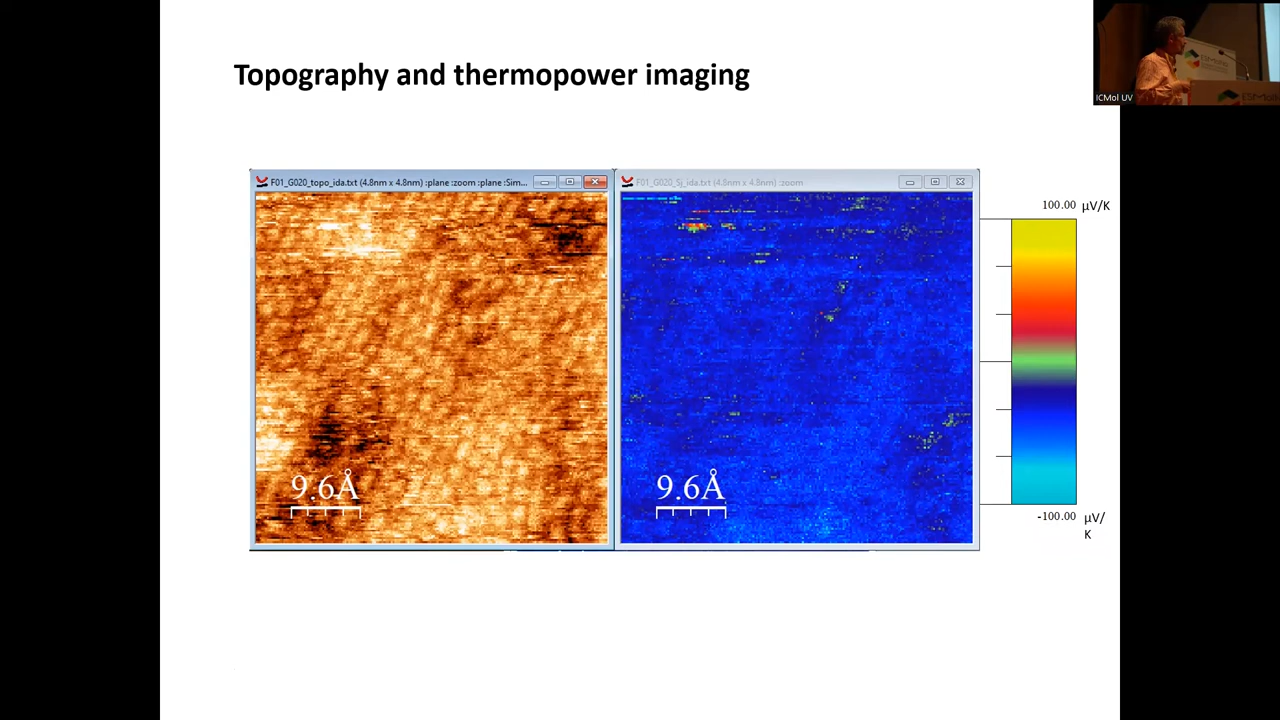 Topography and thermopower imaging
ICMol UV
ESMolNa
F01_G020_topo_ida.txt (4.8nm x 4.8nm) :plane :zoom :plane :Sim...
F01_G020_Sj_ida.txt (4.8nm x 4.8nm) :zoom
100.00 µV/K
9.6Å
9.6Å
-100.00 µV/
K